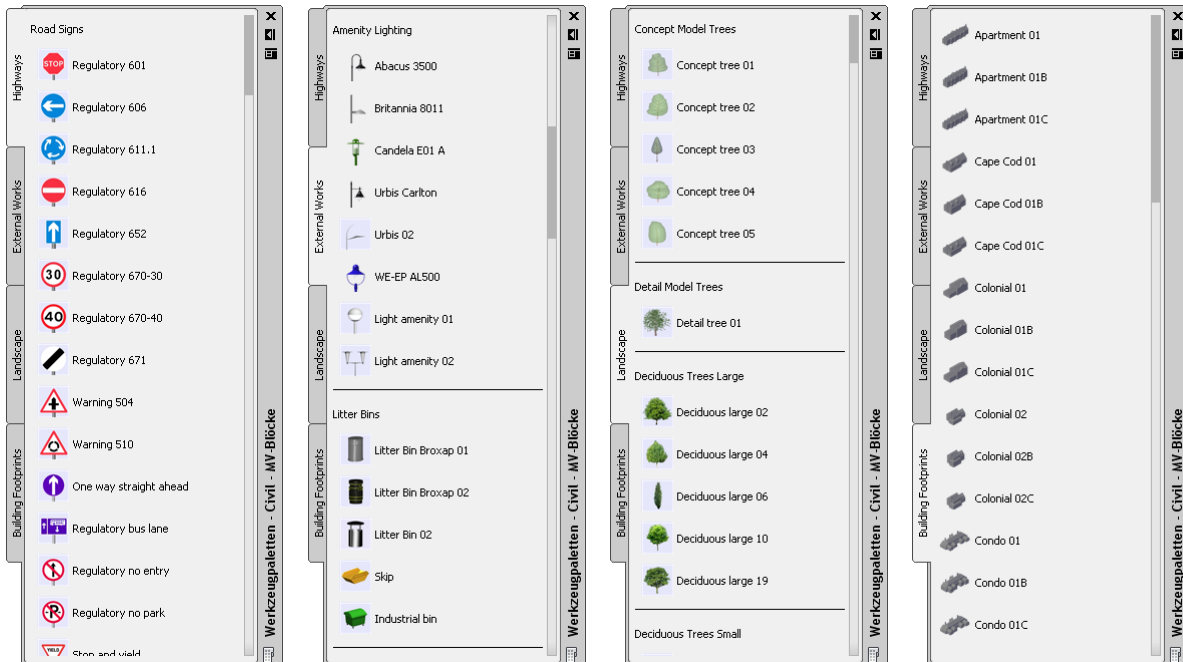 Road Signs
STOP
Regulatory 601
Regulatory 606
Regulatory 611.1
Regulatory 616
Regulatory 652
30
Regulatory 670-30
40
Regulatory 670-40
Regulatory 671
Warning 504
Warning 510
One way straight ahead
Regulatory bus lane
Regulatory no entry
P
Regulatory no park
YIELD
Stop and yield
Highways
External Works
Landscape
Building Footprints
Werkzeugpaletten - Civil - MV-Blöcke
Amenity Lighting
Abacus 3500
Britannia 8011
Candela E01 A
Urbis Carlton
Urbis 02
WE-EP AL500
Light amenity 01
Light amenity 02
Litter Bins
Litter Bin Broxap 01
Litter Bin Broxap 02
Litter Bin 02
Skip
Industrial bin
Highways
External Works
Landscape
Building Footprints
Werkzeugpaletten - Civil - MV-Blöcke
Concept Model Trees
Concept tree 01
Concept tree 02
Concept tree 03
Concept tree 04
Concept tree 05
Detail Model Trees
Detail tree 01
Deciduous Trees Large
Deciduous large 02
Deciduous large 04
Deciduous large 06
Deciduous large 10
Deciduous large 19
Deciduous Trees Small
Highways
External Works
Landscape
Building Footprints
Werkzeugpaletten - Civil - MV-Blöcke
Apartment 01
Apartment 01B
Apartment 01C
Cape Cod 01
Cape Cod 01B
Cape Cod 01C
Colonial 01
Colonial 01B
Colonial 01C
Colonial 02
Colonial 02B
Colonial 02C
Condo 01
Condo 01B
Condo 01C
Highways
External Works
Landscape
Building Footprints
Werkzeugpaletten - Civil - MV-Blöcke